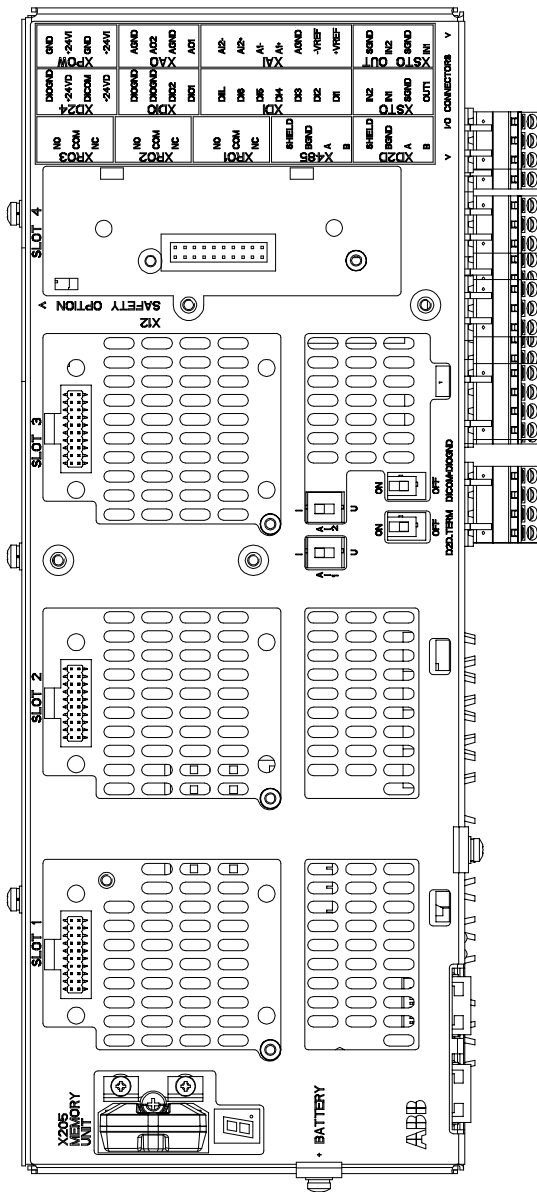 GND
+24VI
GND
+24VI
XPOW
AGND
AO2
AGND
AO1
XAO
AI2-
AI2+
AI1-
AI1+
AGND
-VREF
+VREF
XAI
SGND
IN2
SGND
IN1
XSTO OUT
DIOGND
+24VD
DICOM
+24VD
XD24
DIOGND
DIOGND
DIO2
DIO1
XDIO
DIIL
DI6
DI5
DI4
DI3
DI2
DI1
XDI
IN2
IN1
SGND
OUT1
XSTO
NO
COM
NC
XRO3
NO
COM
NC
XRO2
NO
COM
NC
XRO1
SHIELD
BGND
A
B
X485
SHIELD
BGND
A
B
XD2D
I/O CONNECTORS
SLOT 4
SAFETY OPTION
X12
SLOT 3
ON
OFF
DICOM=DIOGND
ON
OFF
D2D.TERM
I
AI2
U
I
AI1
U
SLOT 2
SLOT 1
X205
MEMORY
UNIT
+ BATTERY
ABB